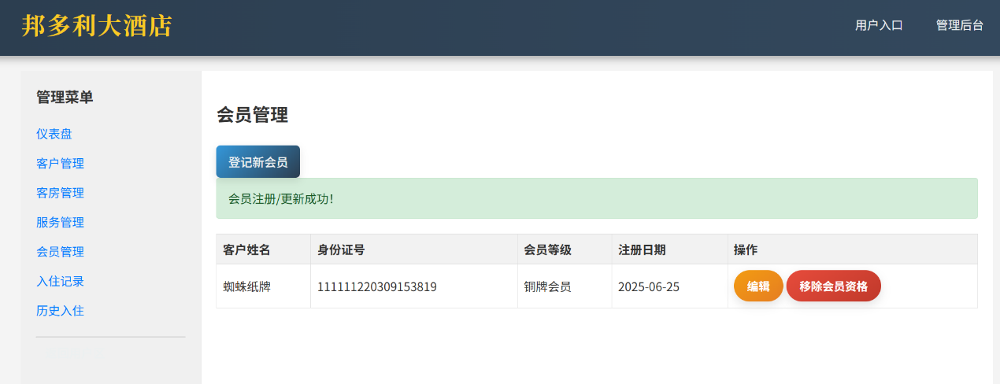 邦多利大酒店
用户入口 管理后台
管理菜单
仪表盘
客户管理
客房管理
服务管理
会员管理
入住记录
历史入住
会员管理
登记新会员
会员注册/更新成功！
客户姓名 身份证号 会员等级 注册日期 操作
蜘蛛纸牌 111111220309153819 铜牌会员 2025-06-25 编辑 移除会员资格